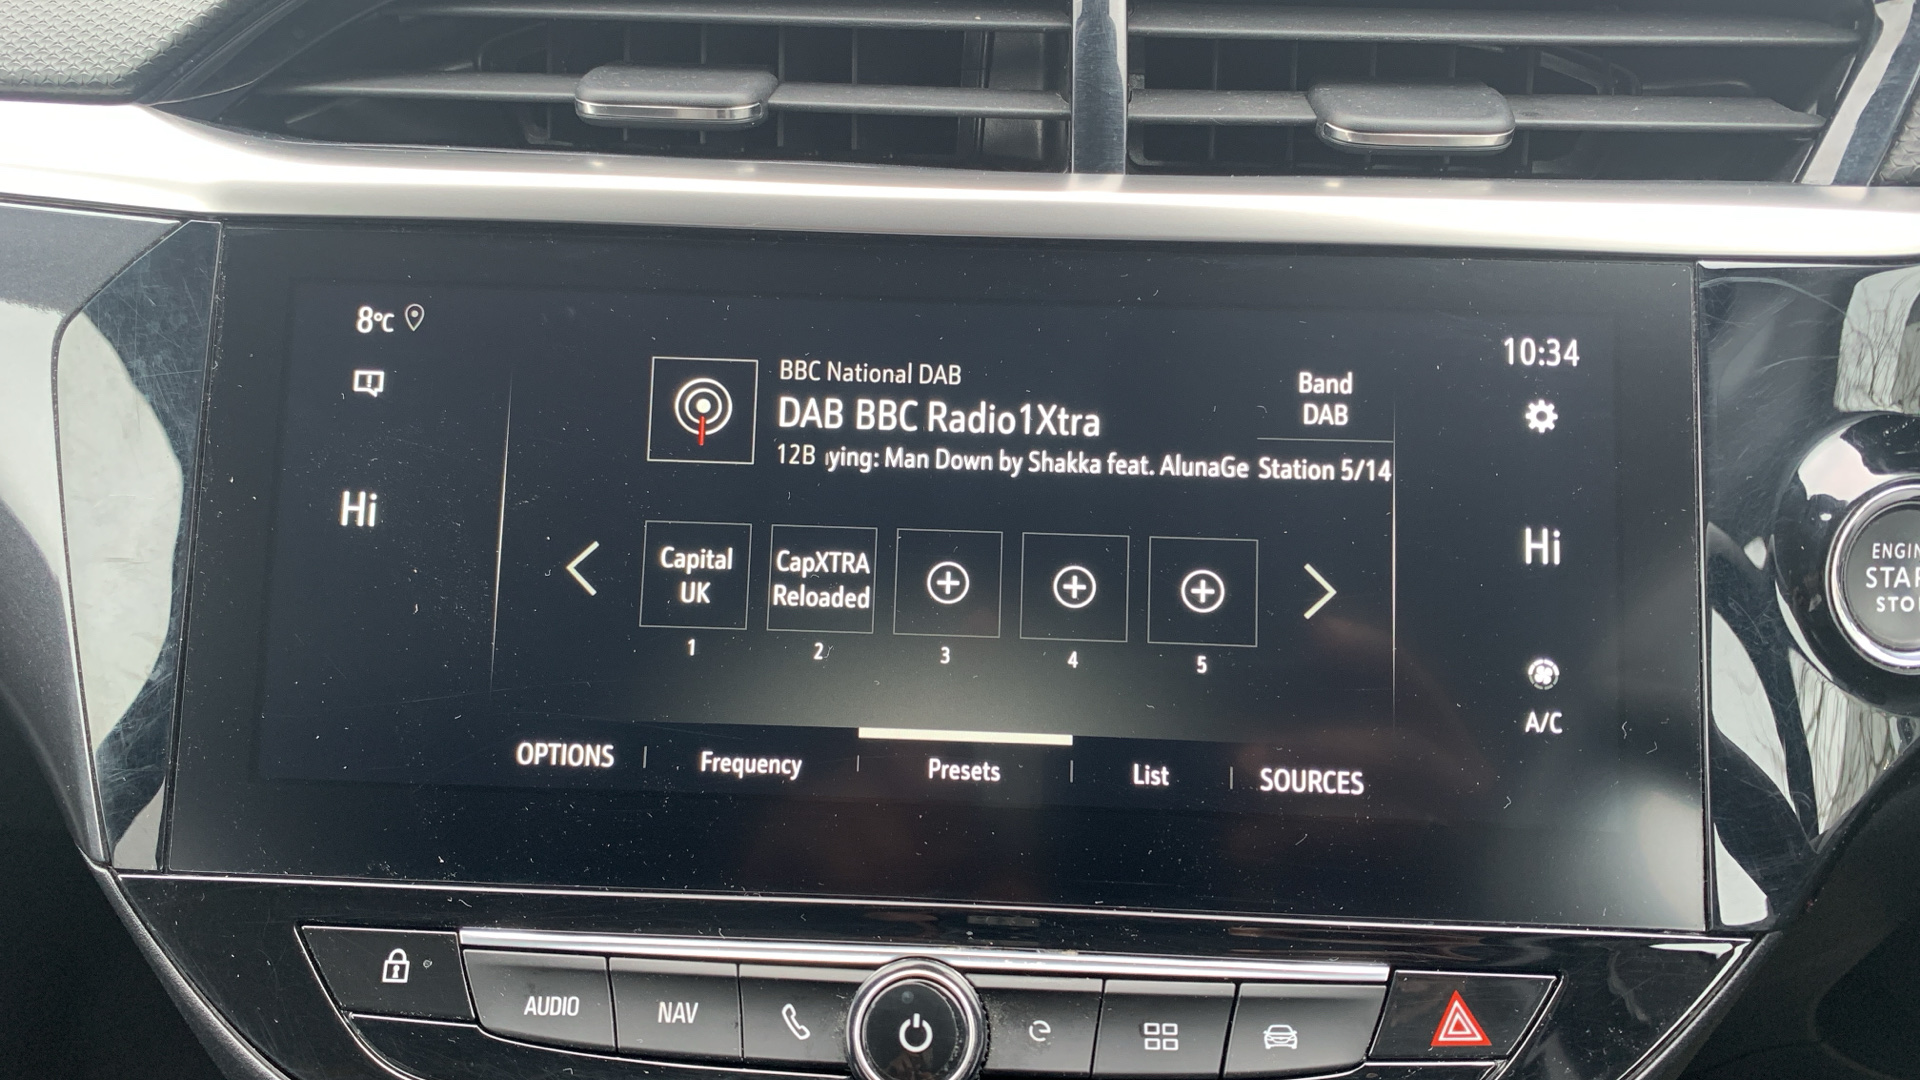 8°C
10:34
BBC National DAB
DAB BBC Radio1Xtra
12B ying: Man Down by Shakka feat. AlunaGe
Band
DAB
Station 5/14
Hi
Hi
Capital
UK
CapXTRA
Reloaded
1
2
3
4
5
A/C
OPTIONS
Frequency
Presets
List
SOURCES
AUDIO
NAV
ENGIN
STAR
STO